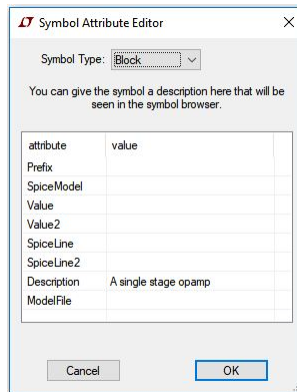 Symbol Attribute Editor
Symbol Type: Block
You can give the symbol a description here that will be
seen in the symbol browser.
attribute value
Prefix
SpiceModel
Value
Value2
SpiceLine
SpiceLine2
Description A single stage opamp
ModelFile
Cancel OK